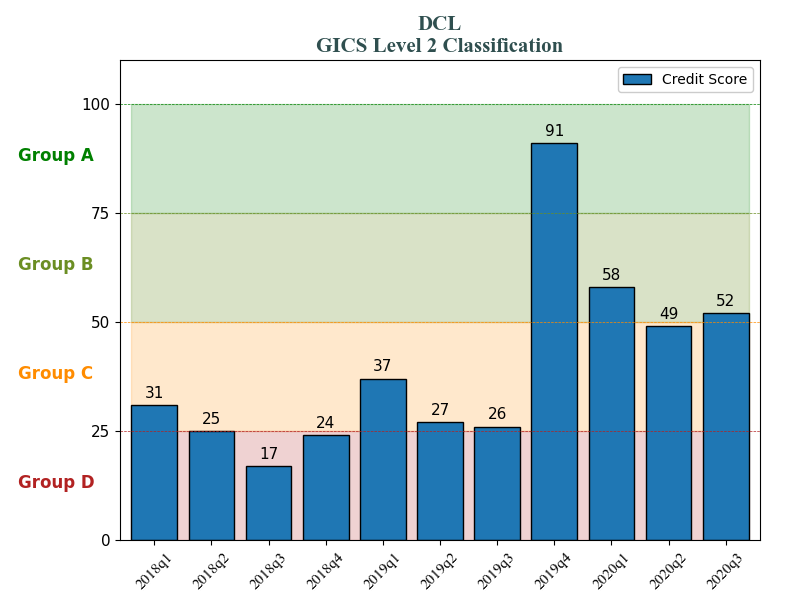 DCL
GICS Level 2 Classification
Credit Score
100
Group A
91
75
Group B
58
52
49
50
Group C
37
31
27
26
25
24
25
17
Group D
0
2018q1 2018q2 2018q3 2018q4 2019q1 2019q2 2019q3 2019q4 2020q1 2020q2 2020q3